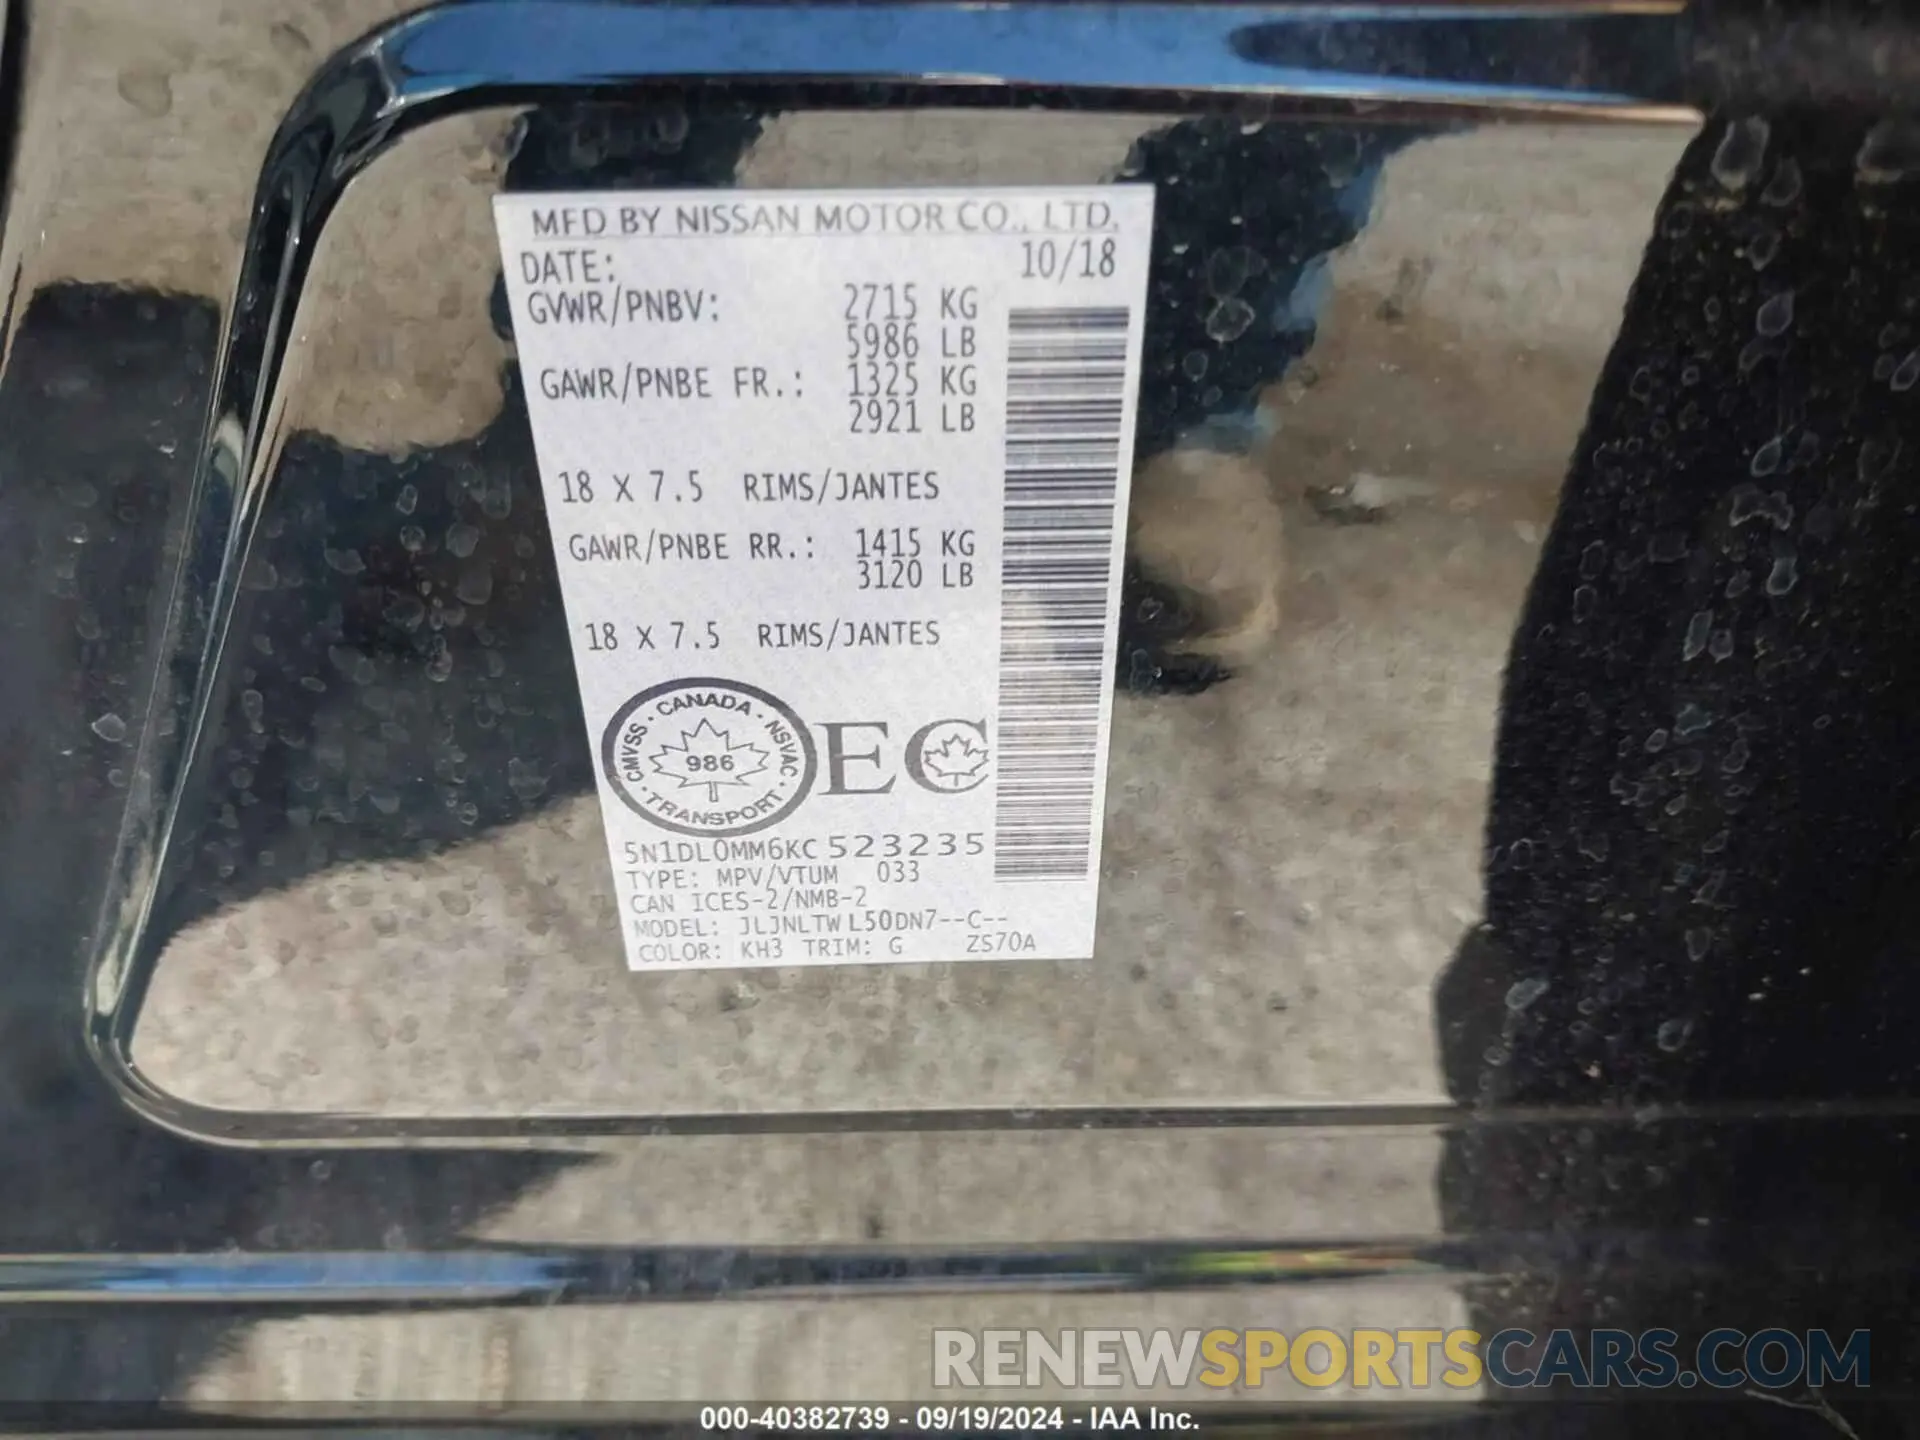 MFD BY NISSAN MOTOR CO., LTD.
DATE: 10/18
GVWR/PNBV: 2715 KG
5986 LB
GAWR/PNBE FR.: 1325 KG
2921 LB
18 X 7.5 RIMS/JANTES
GAWR/PNBE RR.: 1415 KG
3120 LB
18 X 7.5 RIMS/JANTES
CMVSS · CANADA · NSVAC · TRANSPORT ·
986
EC
5N1DL0MM6KC523235
TYPE: MPV/VTUM 033
CAN ICES-2/NMB-2
MODEL: JLJNLTW L50DN7--C--
COLOR: KH3 TRIM: G ZS70A
RENEWSPORTSCARS.COM
000-40382739 - 09/19/2024 - IAA Inc.